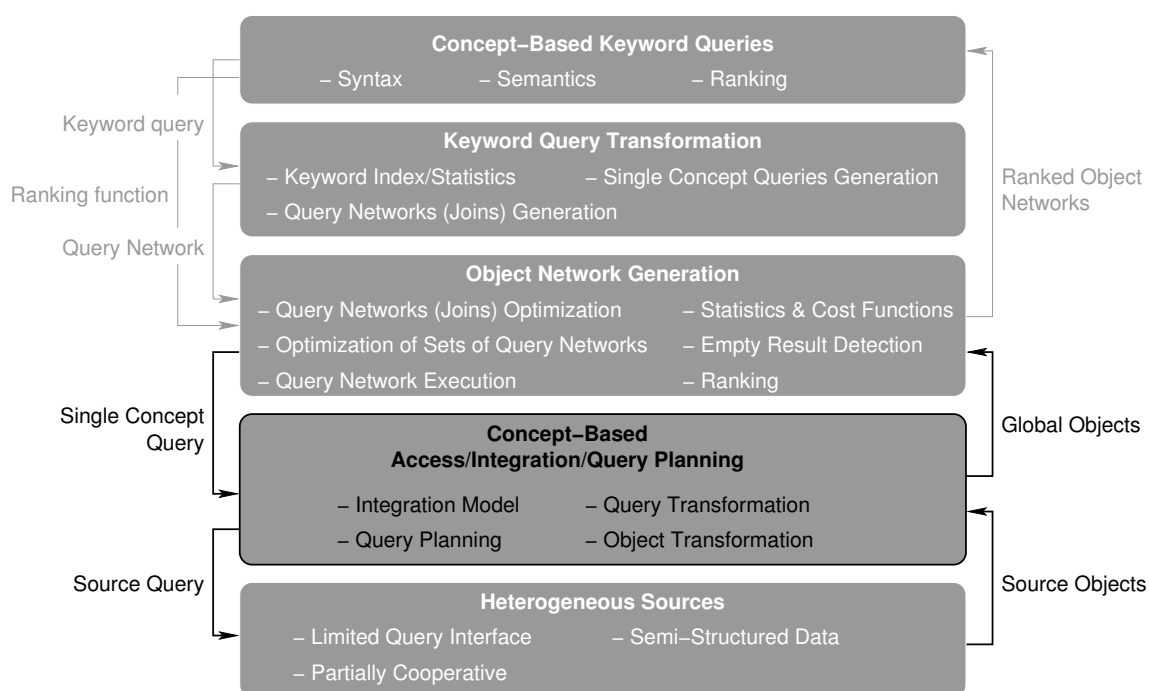 Concept–Based Keyword Queries
– Syntax – Semantics – Ranking
Keyword query
Keyword Query Transformation
– Keyword Index/Statistics – Single Concept Queries Generation
– Query Networks (Joins) Generation
Ranking function
Ranked Object
Networks
Query Network
Object Network Generation
– Query Networks (Joins) Optimization – Statistics & Cost Functions
– Optimization of Sets of Query Networks – Empty Result Detection
– Query Network Execution – Ranking
Single Concept
Query
Global Objects
Concept–Based
Access/Integration/Query Planning
– Integration Model – Query Transformation
– Query Planning – Object Transformation
Source Query
Source Objects
Heterogeneous Sources
– Limited Query Interface – Semi–Structured Data
– Partially Cooperative